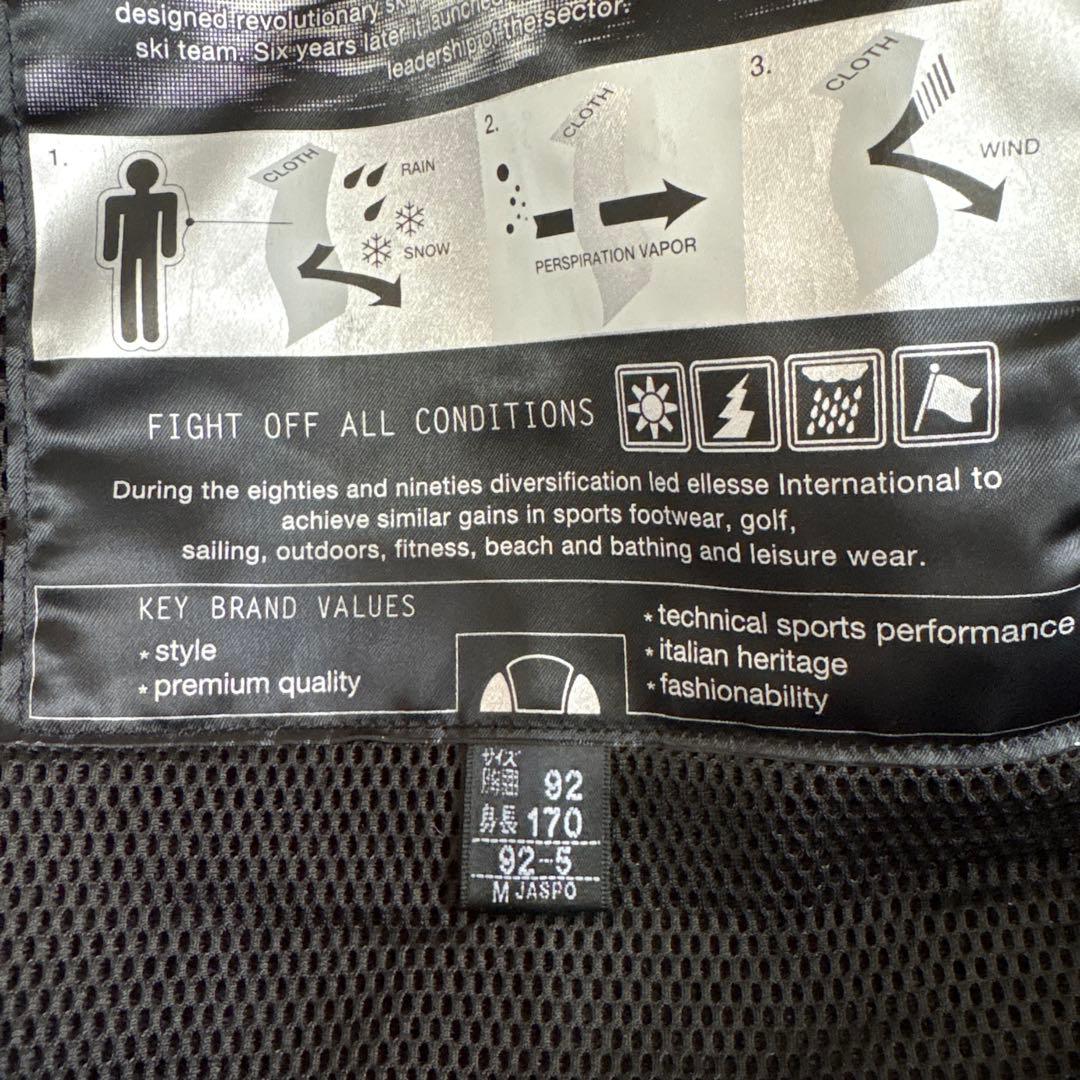 designed revolutionary
ski team. Six years later it launched
leadership of the sector.
1.
CLOTH
RAIN
SNOW
2.
CLOTH
PERSPIRATION VAPOR
3.
CLOTH
WIND
FIGHT OFF ALL CONDITIONS
During the eighties and nineties diversification led ellesse International to
achieve similar gains in sports footwear, golf,
sailing, outdoors, fitness, beach and bathing and leisure wear.
KEY BRAND VALUES
* style
* premium quality
* technical sports performance
* italian heritage
* fashionability
サイズ
胸囲 92
身長 170
92-5
M JASPO